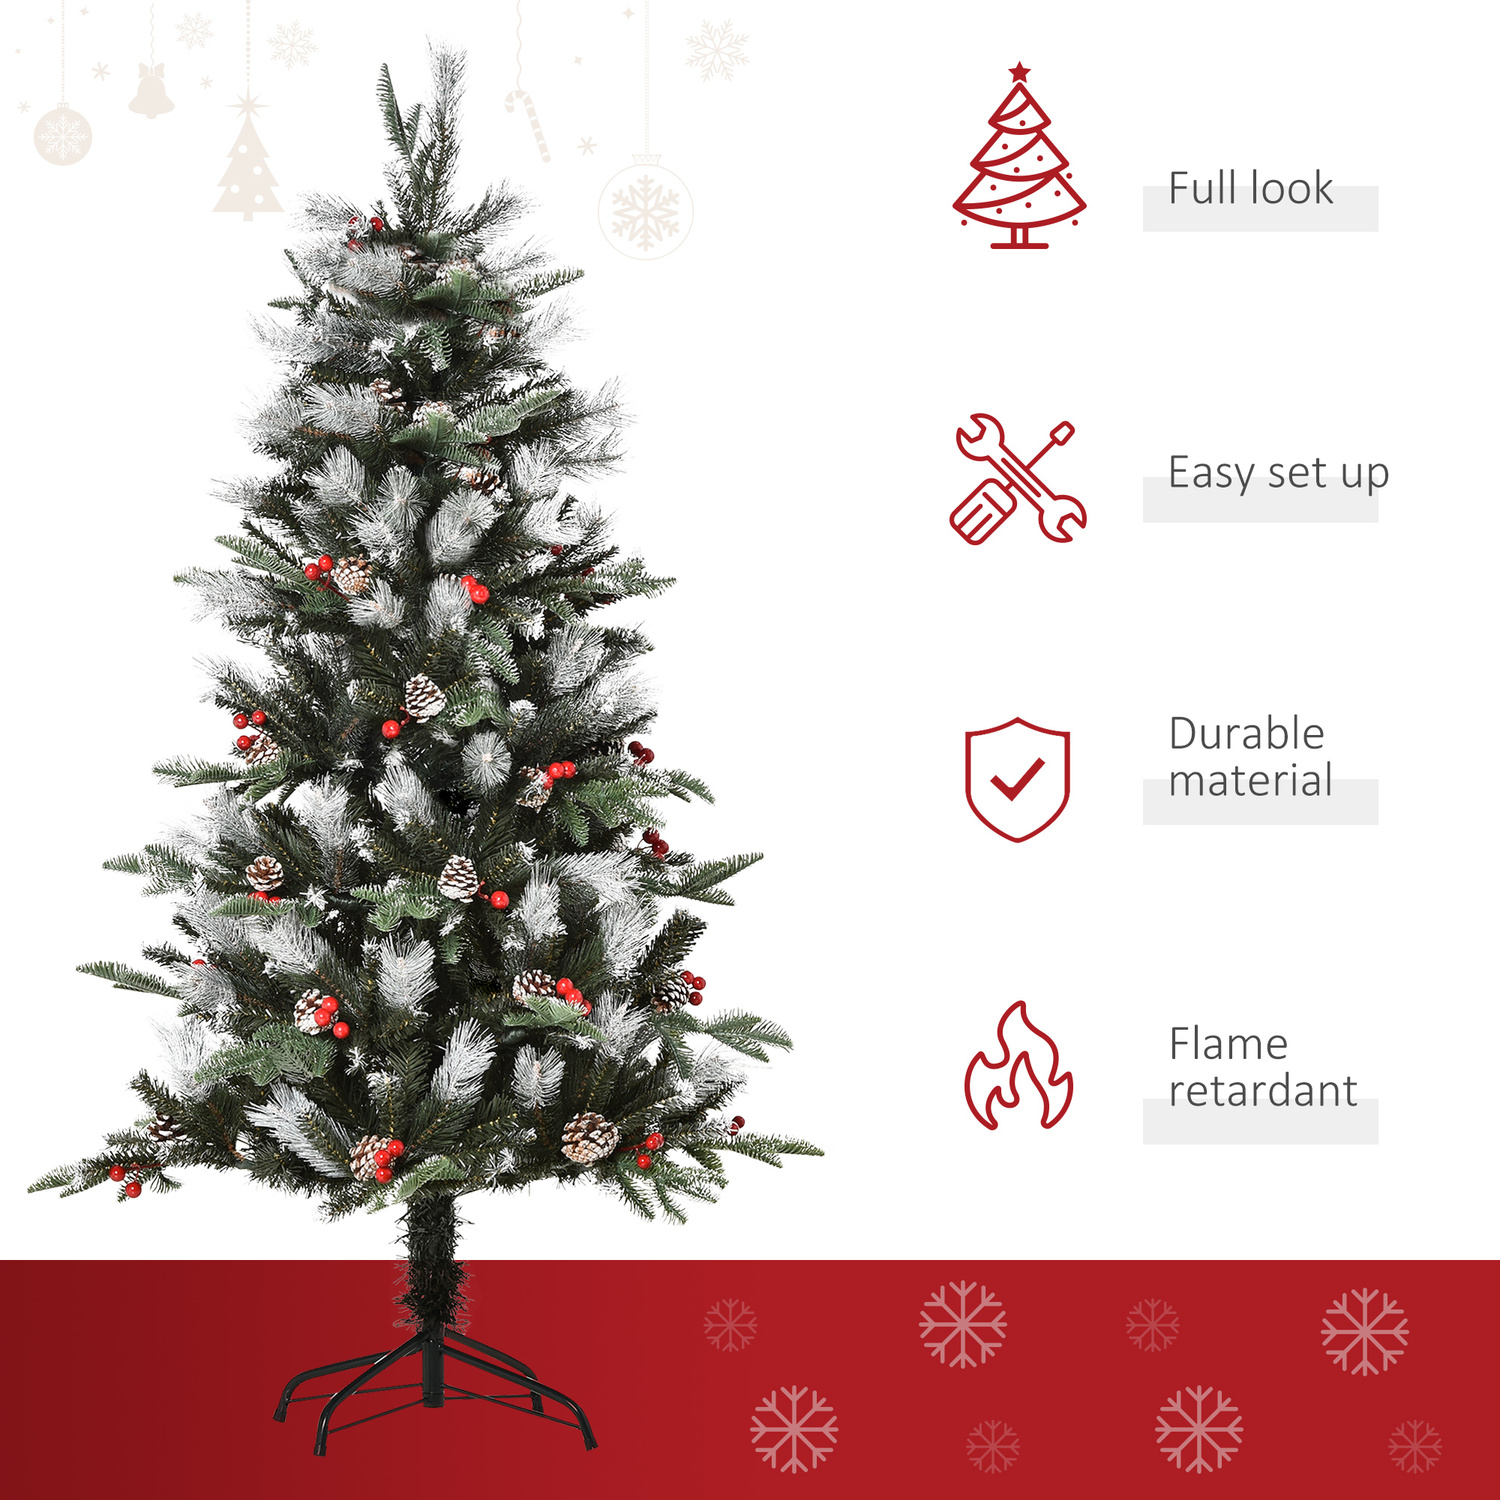 Full look
Easy set up
Durable
material
Flame
retardant